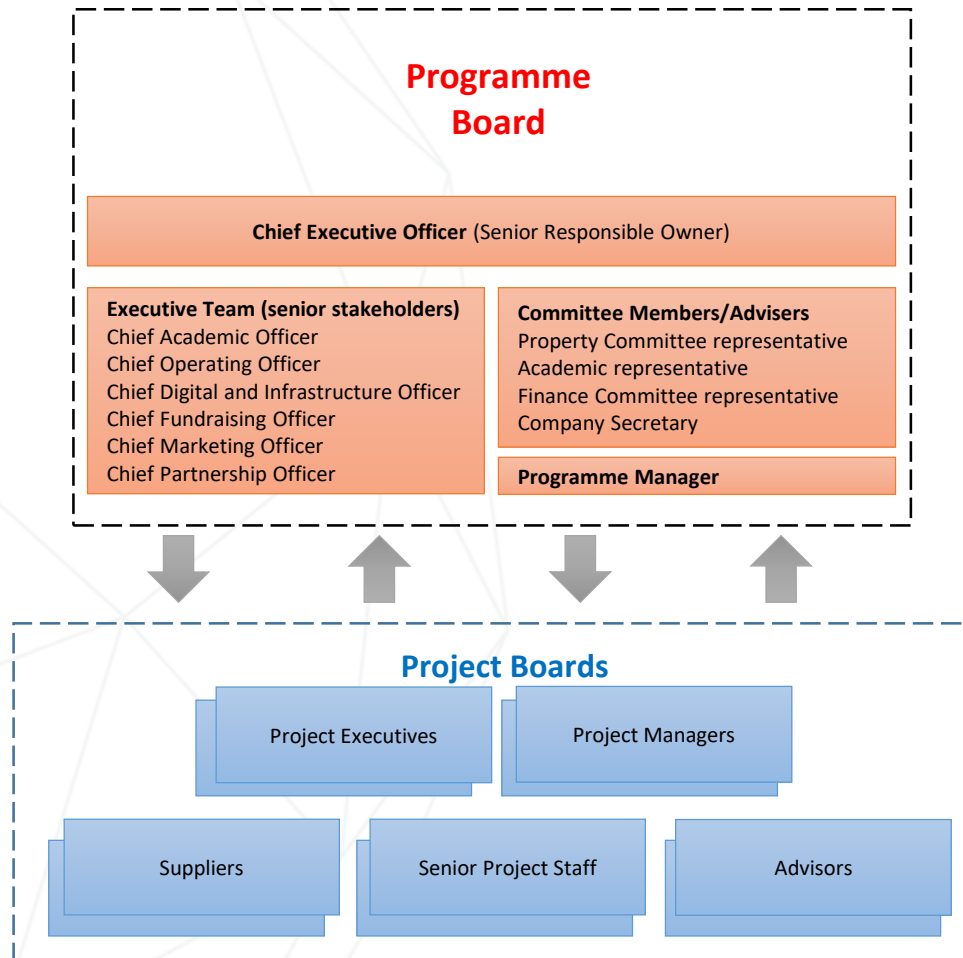 Programme
Board
Chief Executive Officer (Senior Responsible Owner)
Executive Team (senior stakeholders)
Chief Academic Officer
Chief Operating Officer
Chief Digital and Infrastructure Officer
Chief Fundraising Officer
Chief Marketing Officer
Chief Partnership Officer
Committee Members/Advisers
Property Committee representative
Academic representative
Finance Committee representative
Company Secretary
Programme Manager
Project Boards
Project Executives
Project Managers
Suppliers
Senior Project Staff
Advisors